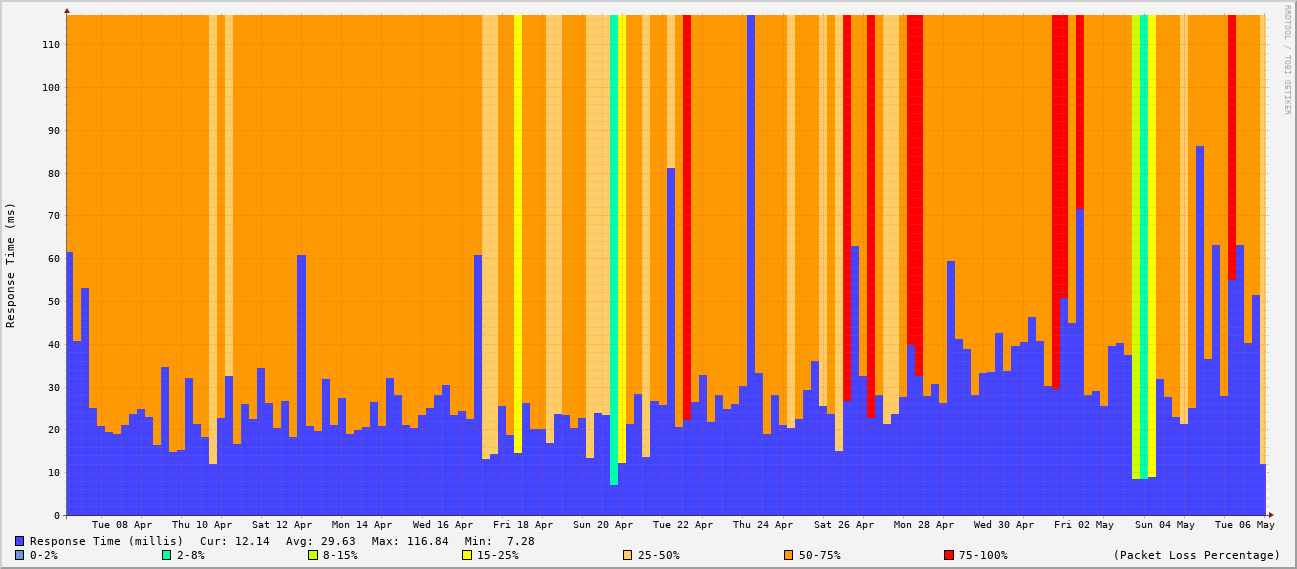 RRDTOOL / TOBI OETIKER
Response Time (ms)
110
100
90
80
70
60
50
40
30
20
10
0
Tue 08 Apr Thu 10 Apr Sat 12 Apr Mon 14 Apr Wed 16 Apr Fri 18 Apr Sun 20 Apr Tue 22 Apr Thu 24 Apr Sat 26 Apr Mon 28 Apr Wed 30 Apr Fri 02 May Sun 04 May Tue 06 May
Response Time (millis) Cur: 12.14 Avg: 29.63 Max: 116.84 Min: 7.28
0-2% 2-8% 8-15% 15-25% 25-50% 50-75% 75-100% (Packet Loss Percentage)